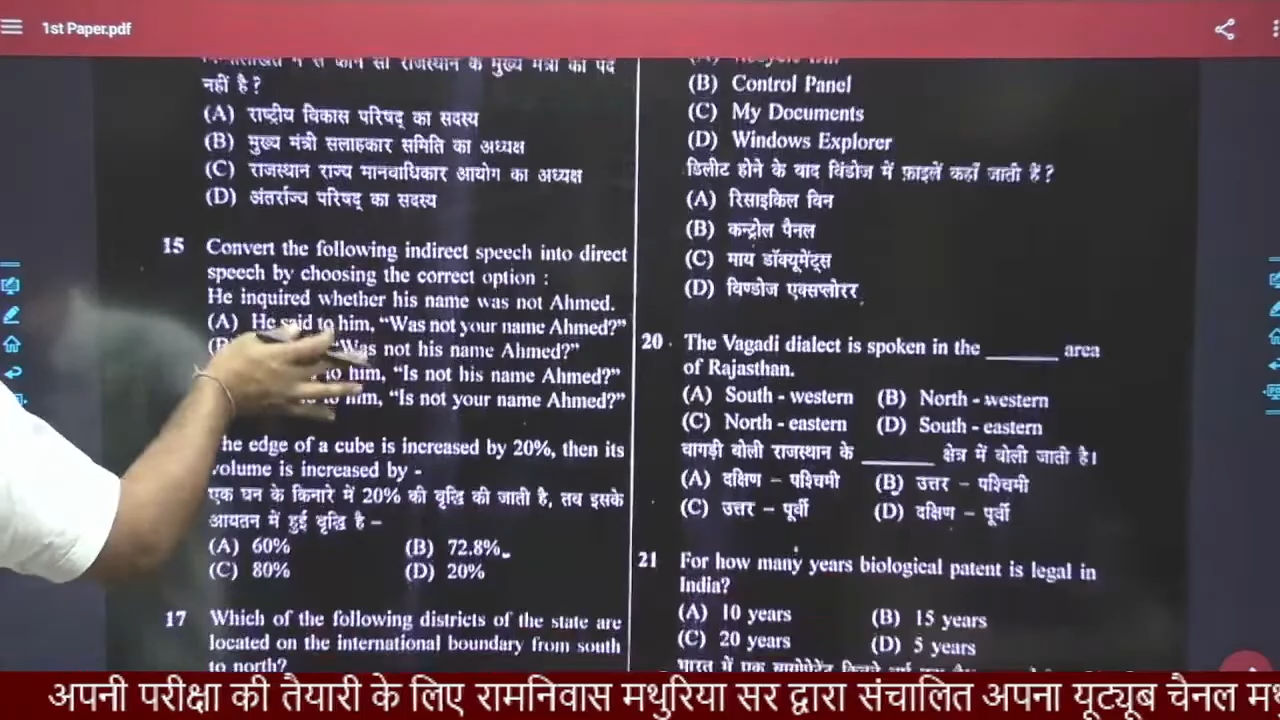 1st Paper.pdf
राजस्थान के मुख्य मंत्री का पद
नहीं है ?
(A) राष्ट्रीय विकास परिषद् का सदस्य
(B) मुख्य मंत्री सलाहकार समिति का अध्यक्ष
(C) राजस्थान राज्य मानवाधिकार आयोग का अध्यक्ष
(D) अंतर्राज्य परिषद् का सदस्य
15 Convert the following indirect speech into direct
speech by choosing the correct option :
He inquired whether his name was not Ahmed.
(A) He said to him, “Was not your name Ahmed?”
“Was not his name Ahmed?”
to him, “Is not his name Ahmed?”
to him, “Is not your name Ahmed?”
he edge of a cube is increased by 20%, then its
volume is increased by -
एक घन के किनारे में 20% की वृद्धि की जाती है, तब इसके
आयतन में हुई वृद्धि है –
(A) 60% (B) 72.8%
(C) 80% (D) 20%
17 Which of the following districts of the state are
located on the international boundary from south
to north?
(B) Control Panel
(C) My Documents
(D) Windows Explorer
डिलीट होने के बाद विंडोज में फ़ाइलें कहाँ जाती हैं ?
(A) रिसाइकिल बिन
(B) कन्ट्रोल पैनल
(C) माय डॉक्यूमेंट्स
(D) विण्डोज एक्सप्लोरर
20 The Vagadi dialect is spoken in the ________ area
of Rajasthan.
(A) South - western (B) North - western
(C) North - eastern (D) South - eastern
वागड़ी बोली राजस्थान के ________ क्षेत्र में बोली जाती है।
(A) दक्षिण – पश्चिमी (B) उत्तर – पश्चिमी
(C) उत्तर – पूर्वी (D) दक्षिण – पूर्वी
21 For how many years biological patent is legal in
India?
(A) 10 years (B) 15 years
(C) 20 years (D) 5 years
भारत में एक
अपनी परीक्षा की तैयारी के लिए रामनिवास मथुरिया सर द्वारा संचालित अपना यूट्यूब चैनल